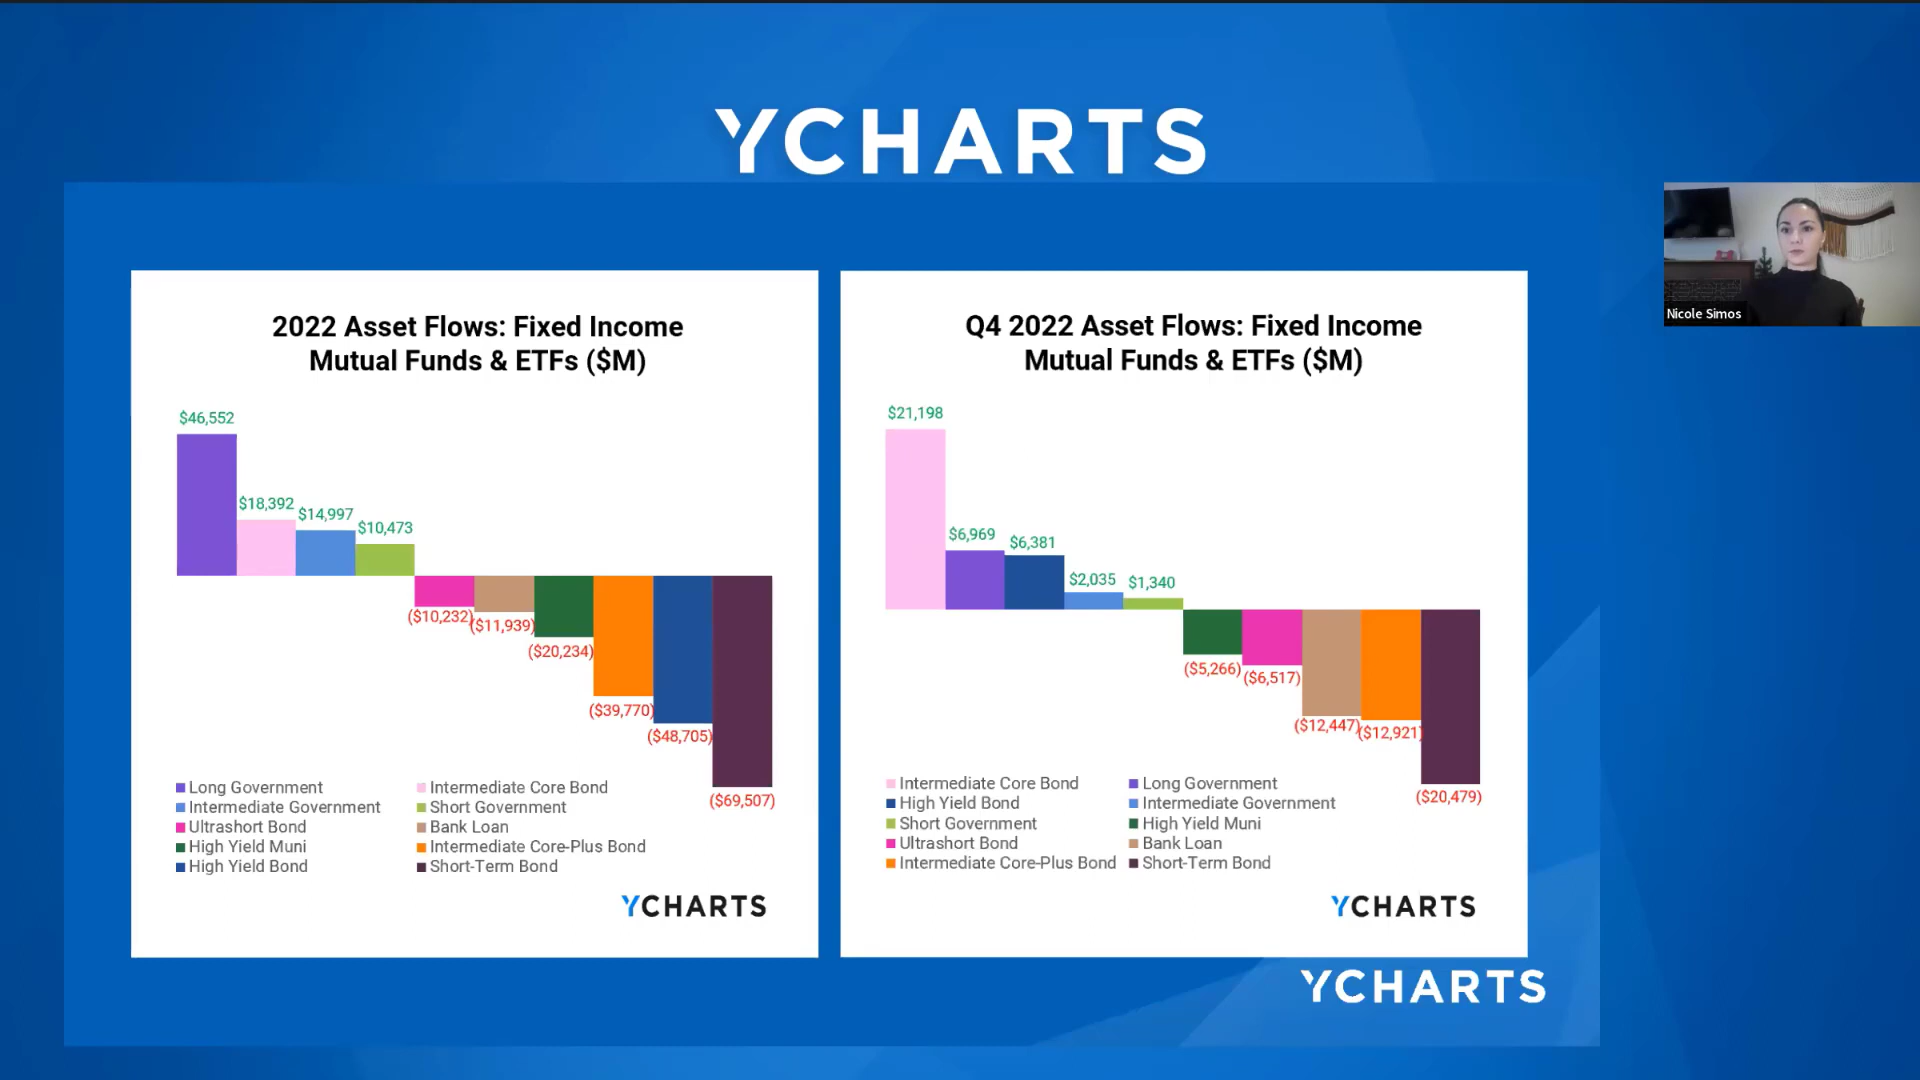 YCHARTS
Nicole Simos
2022 Asset Flows: Fixed Income
Mutual Funds & ETFs ($M)
$46,552
$18,392
$14,997
$10,473
($10,232)
($11,939)
($20,234)
($39,770)
($48,705)
($69,507)
Long Government
Intermediate Core Bond
Intermediate Government
Short Government
Ultrashort Bond
Bank Loan
High Yield Muni
Intermediate Core-Plus Bond
High Yield Bond
Short-Term Bond
YCHARTS
Q4 2022 Asset Flows: Fixed Income
Mutual Funds & ETFs ($M)
$21,198
$6,969
$6,381
$2,035
$1,340
($5,266)
($6,517)
($12,447)
($12,921)
($20,479)
Intermediate Core Bond
Long Government
High Yield Bond
Intermediate Government
Short Government
High Yield Muni
Ultrashort Bond
Bank Loan
Intermediate Core-Plus Bond
Short-Term Bond
YCHARTS
YCHARTS